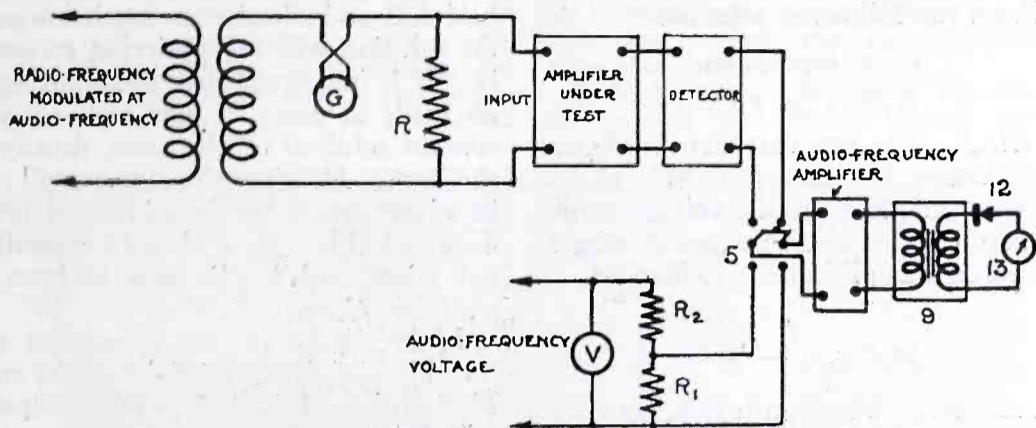 RADIO-FREQUENCY
MODULATED AT
AUDIO-FREQUENCY
G
R
INPUT
AMPLIFIER
UNDER
TEST
DETECTOR
AUDIO-FREQUENCY
AMPLIFIER
12
13
5
9
AUDIO-FREQUENCY
VOLTAGE
V
R₂
R₁